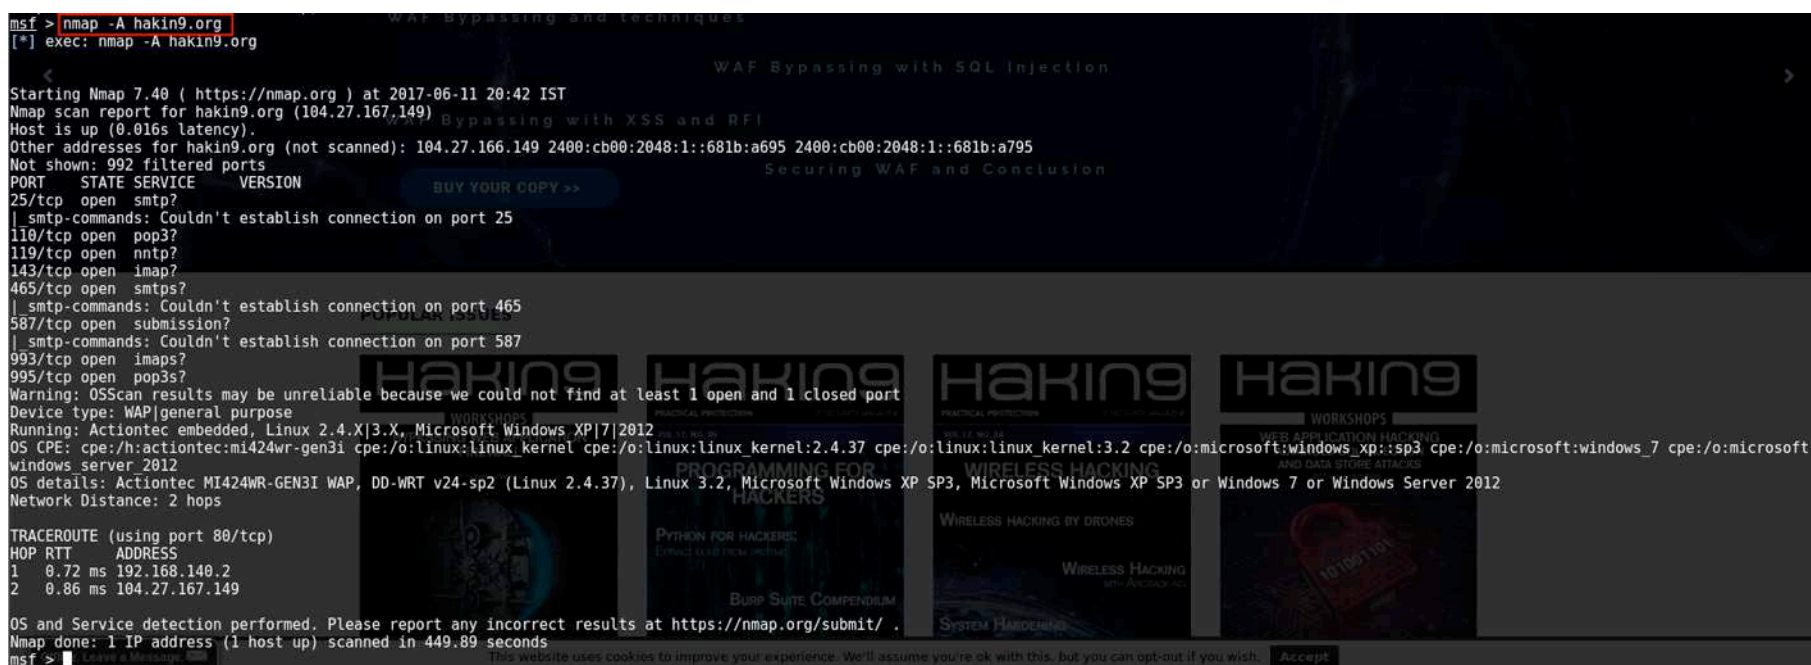 WAF Bypassing and techniques
msf > nmap -A hakin9.org
[*] exec: nmap -A hakin9.org
WAF Bypassing with SQL Injection
Starting Nmap 7.40 ( https://nmap.org ) at 2017-06-11 20:42 IST
Nmap scan report for hakin9.org (104.27.167.149)
WAF Bypassing with XSS and RFI
Host is up (0.016s latency).
Other addresses for hakin9.org (not scanned): 104.27.166.149 2400:cb00:2048:1::681b:a695 2400:cb00:2048:1::681b:a795
Not shown: 992 filtered ports
Securing WAF and Conclusion
PORT    STATE SERVICE     VERSION
BUY YOUR COPY >>
25/tcp  open  smtp?
|_smtp-commands: Couldn't establish connection on port 25
110/tcp open  pop3?
119/tcp open  nntp?
143/tcp open  imap?
465/tcp open  smtps?
|_smtp-commands: Couldn't establish connection on port 465
POPULAR ISSUES
587/tcp open  submission?
|_smtp-commands: Couldn't establish connection on port 587
993/tcp open  imaps?
995/tcp open  pop3s?
HAKIN9 HAKIN9 HAKIN9 HAKIN9
Warning: OSScan results may be unreliable because we could not find at least 1 open and 1 closed port
Device type: WAP|general purpose
WORKSHOPS
WORKSHOPS
Running: Actiontec embedded, Linux 2.4.X|3.X, Microsoft Windows XP|7|2012
WEB APPLICATION HACKING
OS CPE: cpe:/h:actiontec:mi424wr-gen3i cpe:/o:linux:linux_kernel cpe:/o:linux:linux_kernel:2.4.37 cpe:/o:linux:linux_kernel:3.2 cpe:/o:microsoft:windows_xp::sp3 cpe:/o:microsoft:windows_7 cpe:/o:microsoft:
windows_server_2012
AND DATA STORE ATTACKS
PROGRAMMING FOR
HACKERS
WIRELESS HACKING
OS details: Actiontec MI424WR-GEN3I WAP, DD-WRT v24-sp2 (Linux 2.4.37), Linux 3.2, Microsoft Windows XP SP3, Microsoft Windows XP SP3 or Windows 7 or Windows Server 2012
Network Distance: 2 hops
WIRELESS HACKING BY DRONES
TRACEROUTE (using port 80/tcp)
PYTHON FOR HACKERS:
HOP RTT     ADDRESS
1   0.72 ms 192.168.140.2
WIRELESS HACKING
2   0.86 ms 104.27.167.149
BURP SUITE COMPENDIUM
OS and Service detection performed. Please report any incorrect results at https://nmap.org/submit/ .
SYSTEM HARDENING
Nmap done: 1 IP address (1 host up) scanned in 449.89 seconds
msf >
Leave a Message
This website uses cookies to improve your experience. We'll assume you're ok with this, but you can opt-out if you wish.
Accept